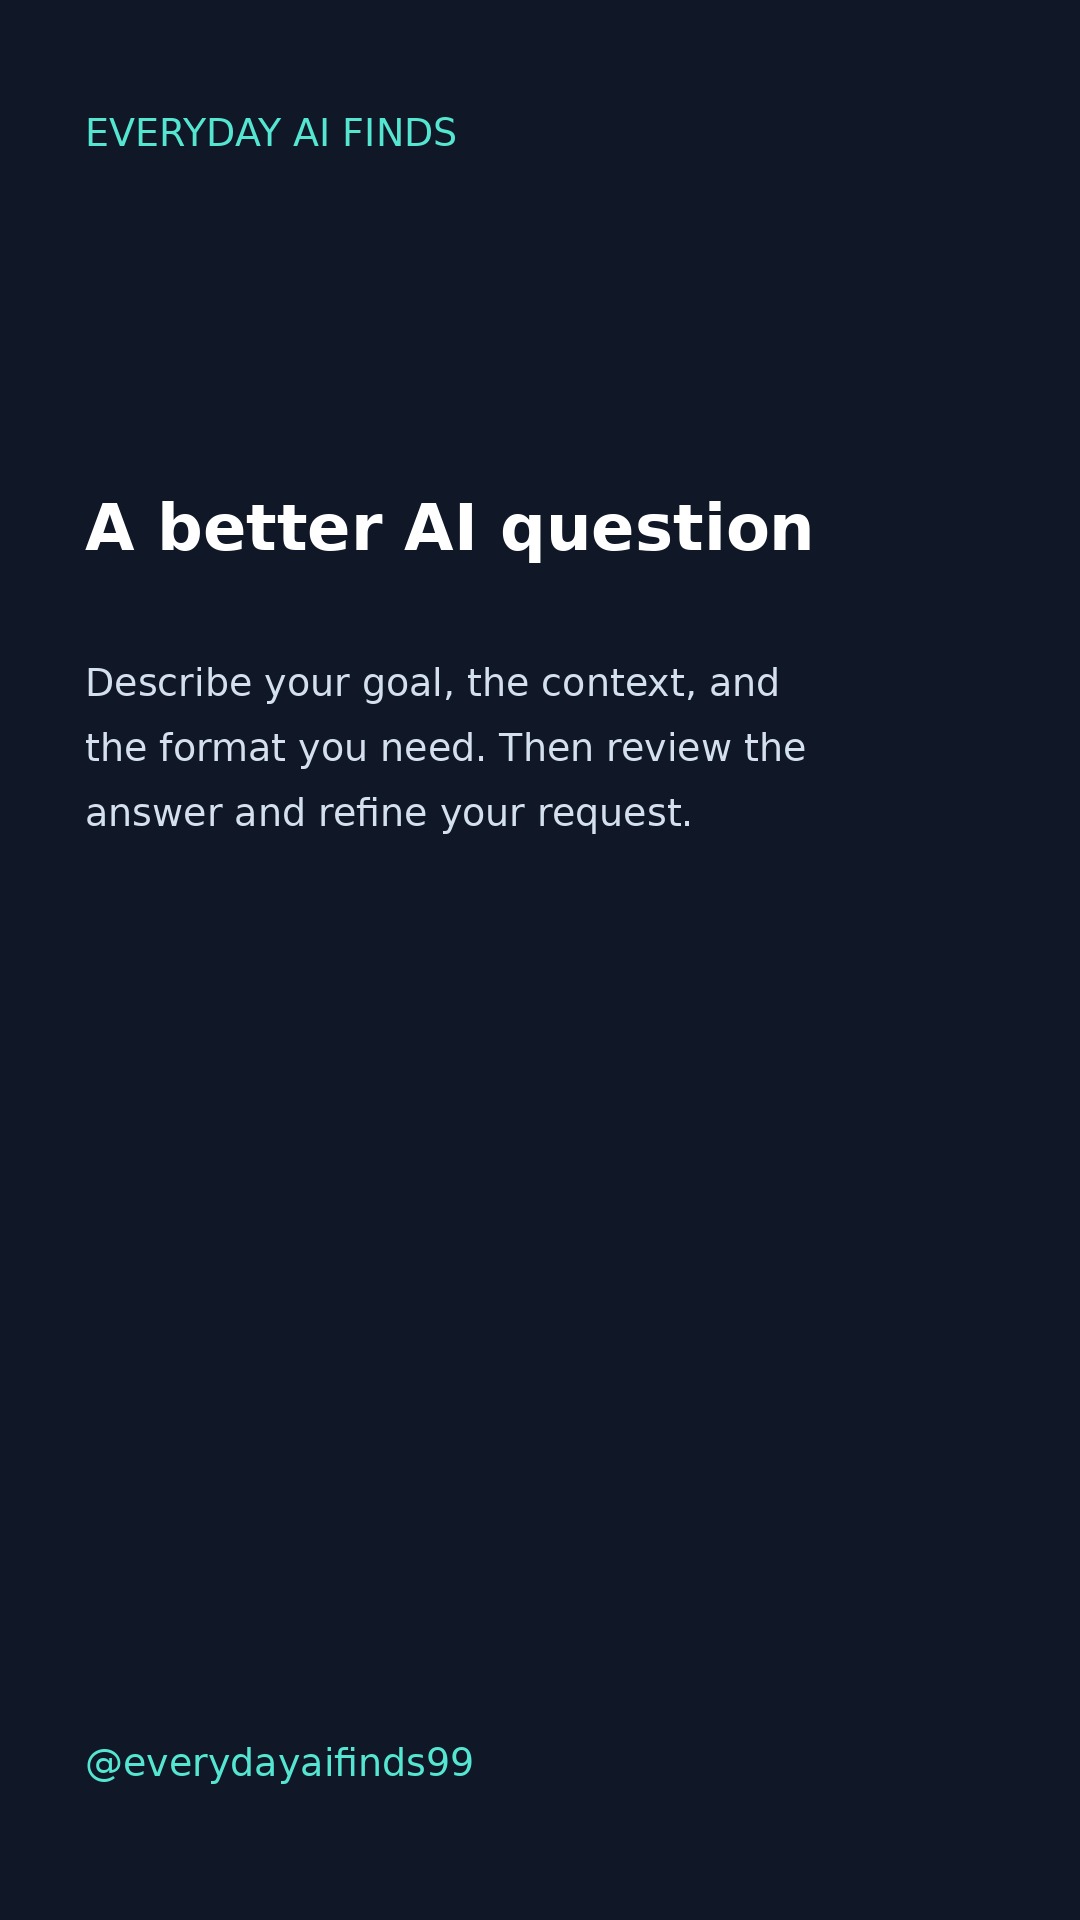 EVERYDAY AI FINDS
A better AI question
Describe your goal, the context, and
the format you need. Then review the
answer and refine your request.
@everydayaifinds99